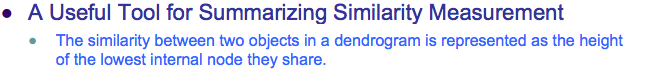 • A Useful Tool for Summarizing Similarity Measurement
• The similarity between two objects in a dendrogram is represented as the height
of the lowest internal node they share.